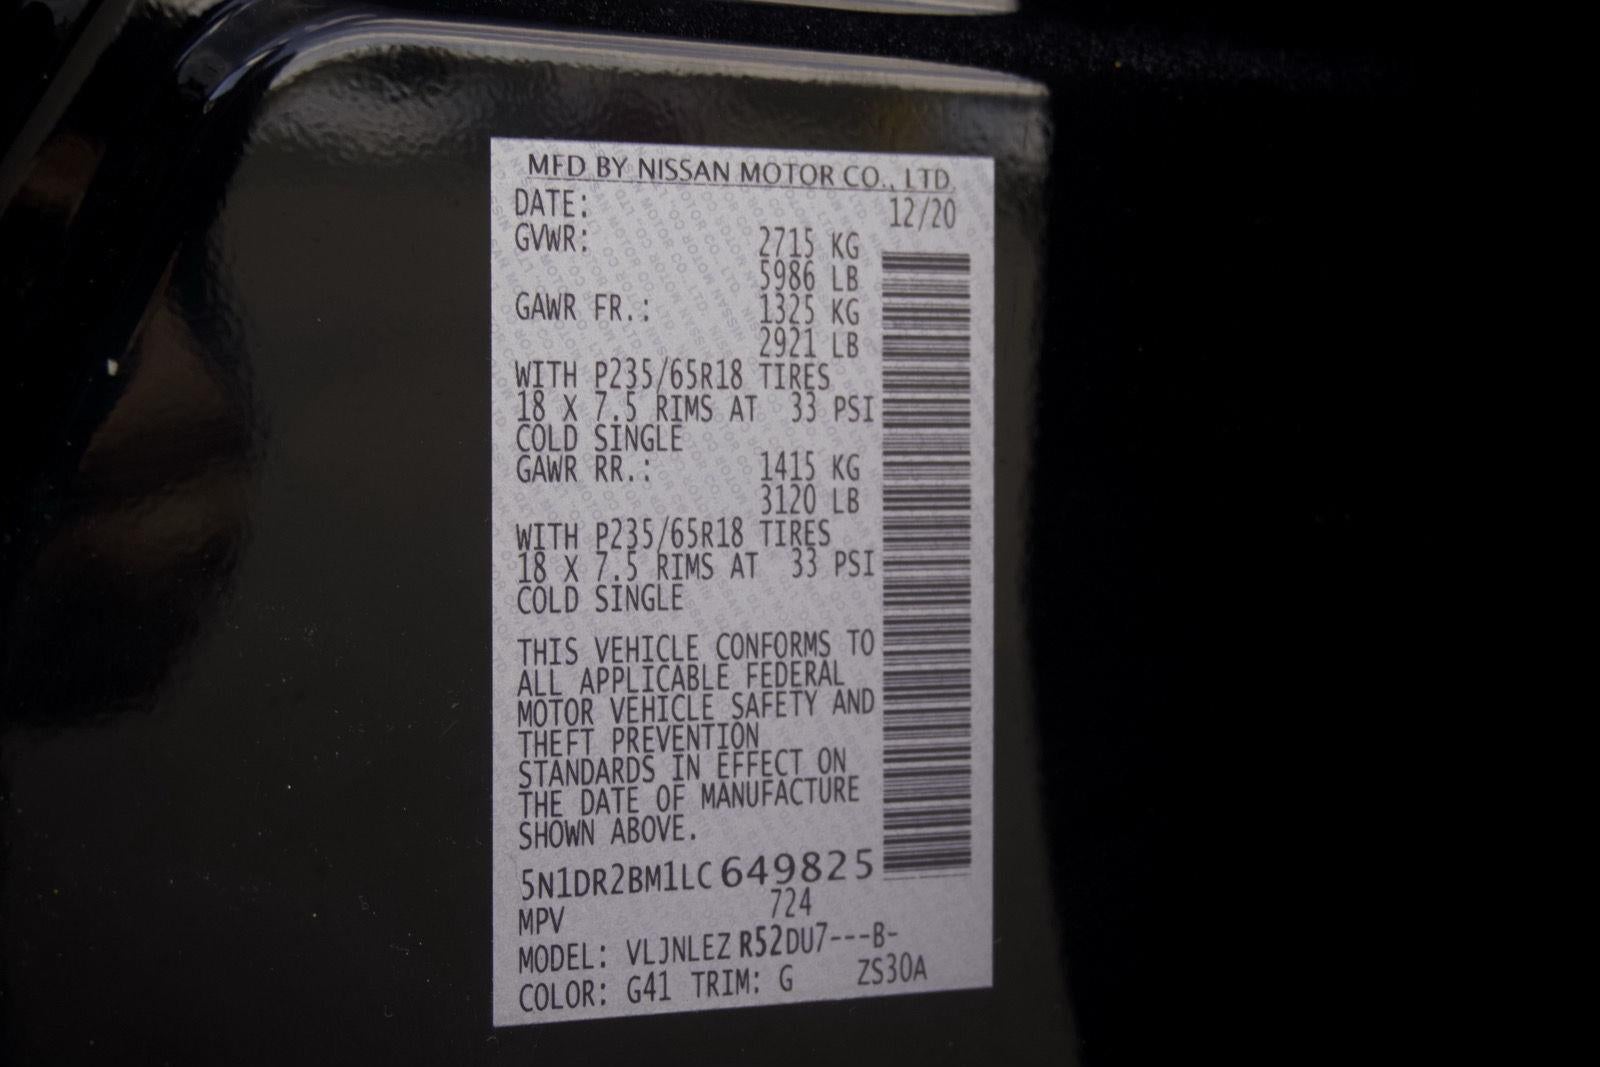 MFD BY NISSAN MOTOR CO., LTD.
DATE: 12/20
GVWR: 2715 KG
5986 LB
GAWR FR.: 1325 KG
2921 LB
WITH P235/65R18 TIRES
18 X 7.5 RIMS AT 33 PSI
COLD SINGLE
GAWR RR.: 1415 KG
3120 LB
WITH P235/65R18 TIRES
18 X 7.5 RIMS AT 33 PSI
COLD SINGLE
THIS VEHICLE CONFORMS TO
ALL APPLICABLE FEDERAL
MOTOR VEHICLE SAFETY AND
THEFT PREVENTION
STANDARDS IN EFFECT ON
THE DATE OF MANUFACTURE
SHOWN ABOVE.
5N1DR2BM1LC649825
MPV 724
MODEL: VLJNLEZ R52DU7---B-
COLOR: G41 TRIM: G ZS30A